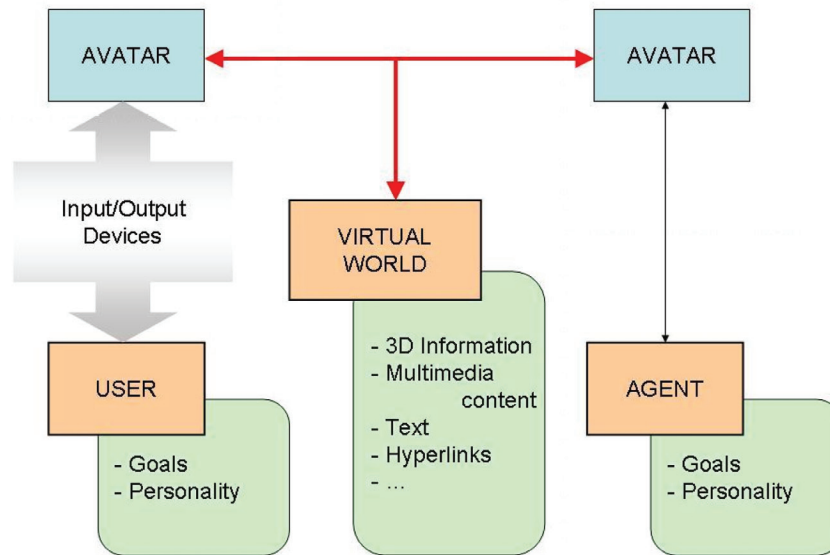 AVATAR
AVATAR
Input/Output
Devices
VIRTUAL
WORLD
- 3D Information
- Multimedia
content
- Text
- Hyperlinks
- ...
USER
- Goals
- Personality
AGENT
- Goals
- Personality